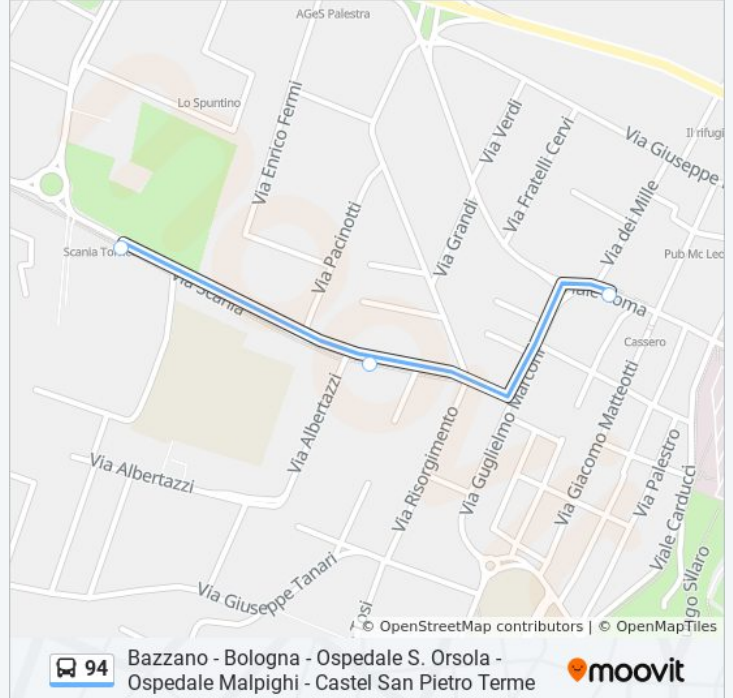 AGeS Palestra
Lo Spuntino
Via Enrico Fermi
Via Verdi
Via Fratelli Cervi
Via Giuseppe
Il rifugi
Via dei Mille
Via Pacinotti
Via Grandi
Pub Mc Lec
Scania
Via Scania
Roma
Cassero
Via Guglielmo Marconi
Via Giacomo Matteotti
Via Albertazzi
Via Risorgimento
Via Palestro
Via Albertazzi
Viale Carducci
Via Giuseppe Tanari
Sillaro
© OpenStreetMap contributors | © OpenMapTiles
94
Bazzano - Bologna - Ospedale S. Orsola -
Ospedale Malpighi - Castel San Pietro Terme
moovit